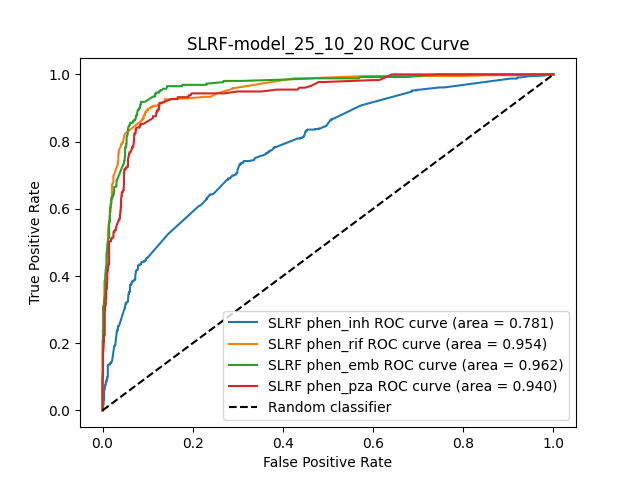 SLRF-model_25_10_20 ROC Curve
True Positive Rate
1.0
0.8
0.6
0.4
0.2
0.0
SLRF phen_inh ROC curve (area = 0.781)
SLRF phen_rif ROC curve (area = 0.954)
SLRF phen_emb ROC curve (area = 0.962)
SLRF phen_pza ROC curve (area = 0.940)
Random classifier
0.0 0.2 0.4 0.6 0.8 1.0
False Positive Rate